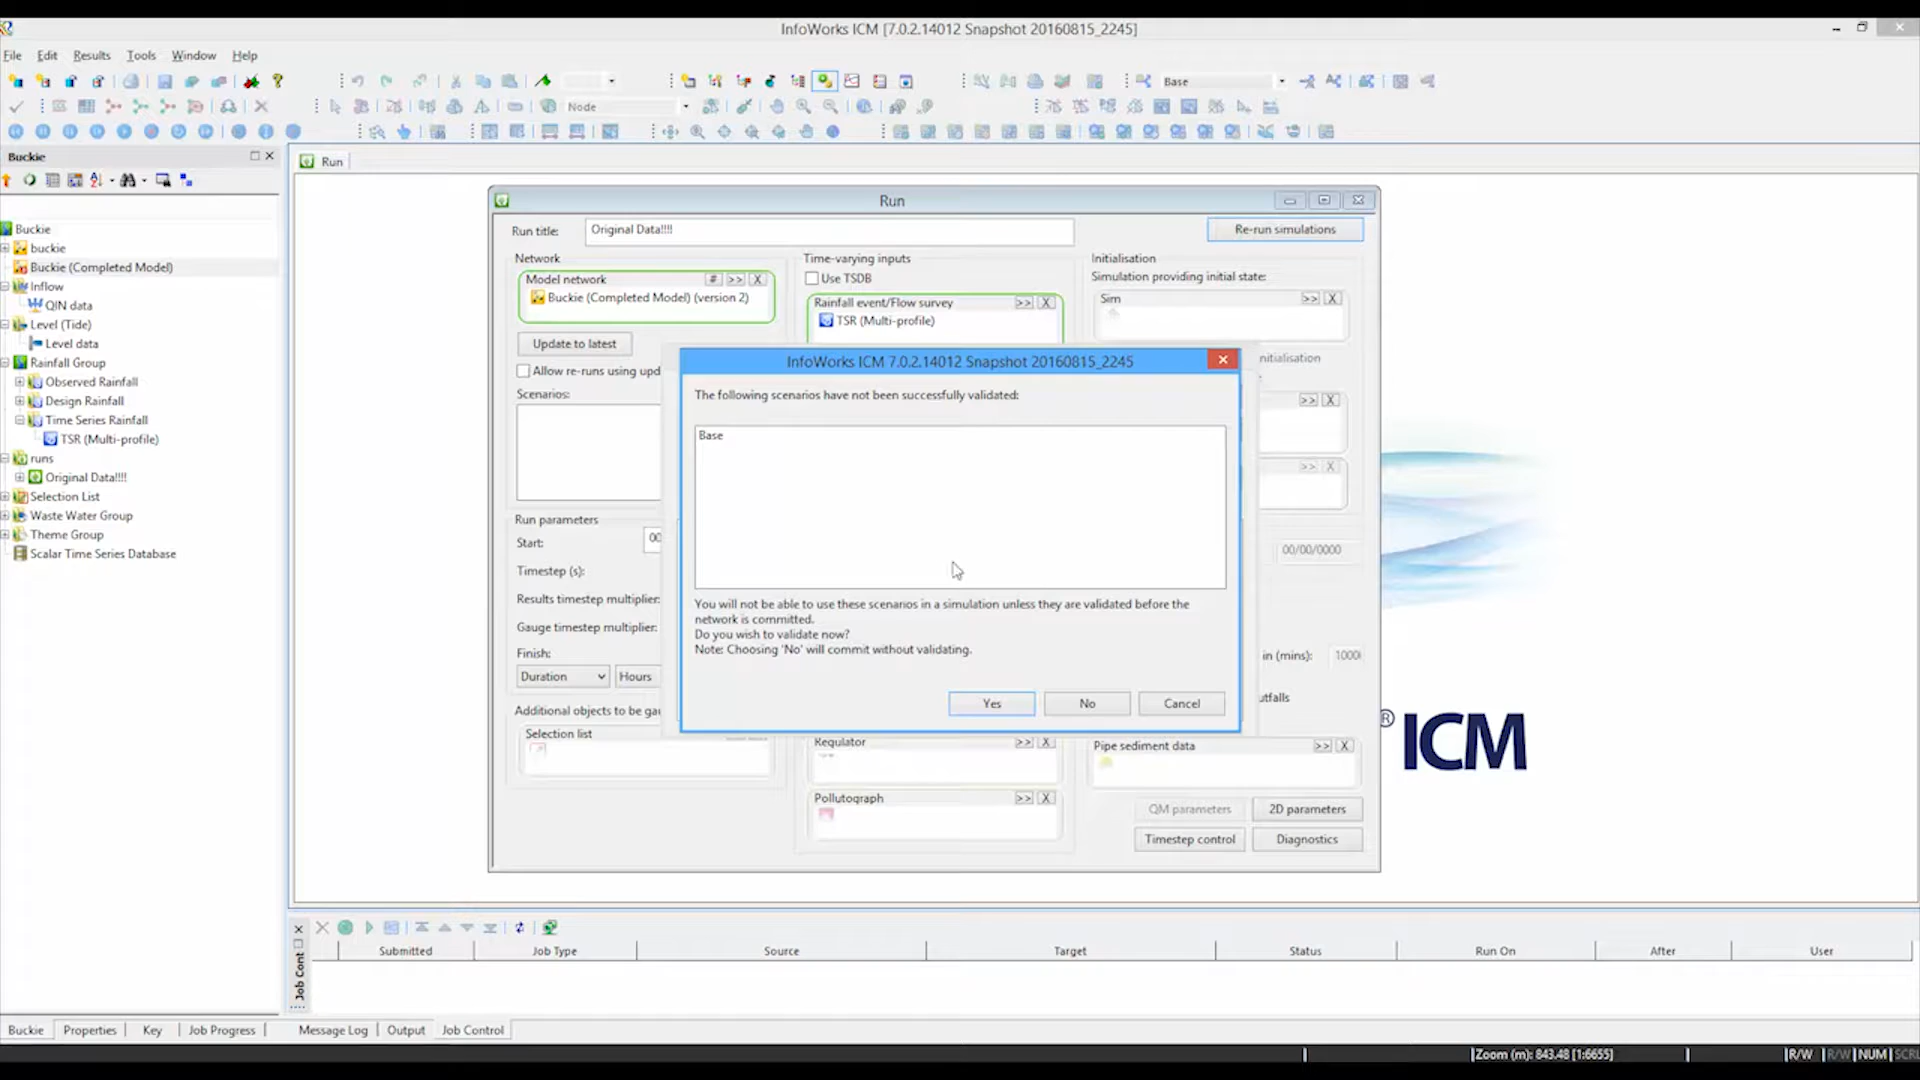 InfoWorks ICM [7.0.2.14012 Snapshot 20160815_2245]
File Edit Results Tools Window Help
Base
Node
Buckie
Run
Buckie
buckie
Buckie (Completed Model)
Inflow
QIN data
Level (Tide)
Level data
Rainfall Group
Observed Rainfall
Design Rainfall
Time Series Rainfall
TSR (Multi-profile)
runs
Original Data!!!!
Selection List
Waste Water Group
Theme Group
Scalar Time Series Database
Run
Run title: Original Data!!!! Re-run simulations
Network Time-varying inputs Initialisation
Model network # >> X Use TSDB Simulation providing initial state:
Buckie (Completed Model) (version 2) Rainfall event/Flow survey >> X Sim >> X
TSR (Multi-profile)
Update to latest
nitialisation
Allow re-runs using upd
Scenarios:
>> X
>> X
Run parameters
Start: 00
00/00/0000
Timestep (s):
Results timestep multiplier:
Gauge timestep multiplier:
Finish:
in (mins): 1000
Duration Hours
utfalls
Additional objects to be gau
Selection list
Regulator >> X
Pipe sediment data >> X
Pollutograph >> X
QM parameters 2D parameters
Timestep control Diagnostics
InfoWorks ICM 7.0.2.14012 Snapshot 20160815_2245
The following scenarios have not been successfully validated:
Base
You will not be able to use these scenarios in a simulation unless they are validated before the
network is committed.
Do you wish to validate now?
Note: Choosing 'No' will commit without validating.
Yes No Cancel
® ICM
Job Cont
Submitted Job Type Source Target Status Run On After User
Buckie Properties Key Job Progress Message Log Output Job Control
Zoom (m): 843.48 [1:6655] R/W R/W NUM SCRL